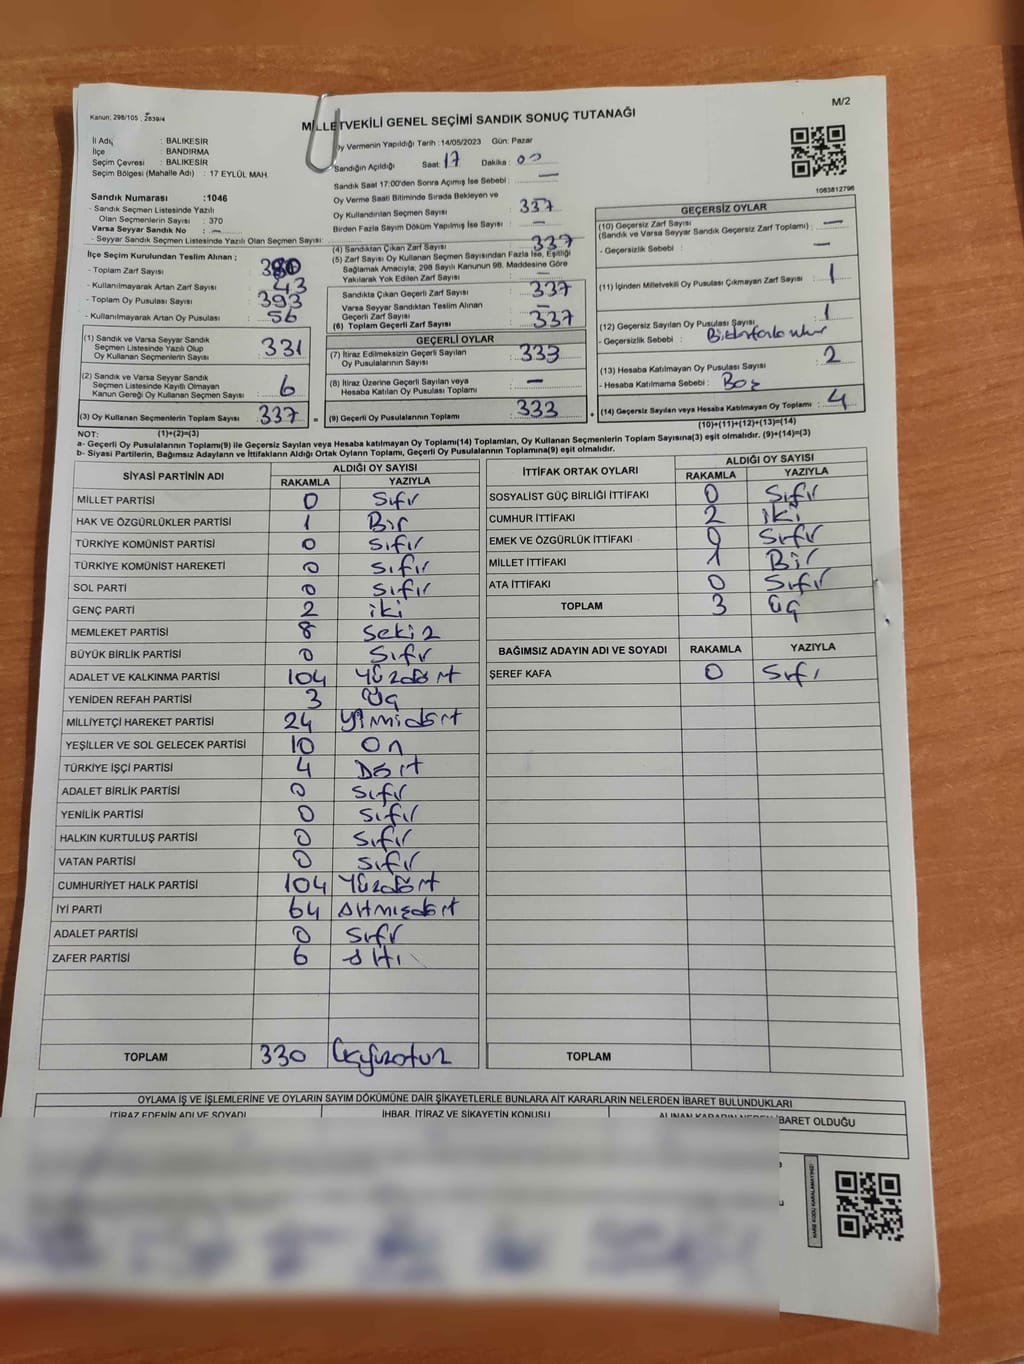 Kanun: 298/105 , 2839/4
M/2
MİLLETVEKİLİ GENEL SEÇİMİ SANDIK SONUÇ TUTANAĞI
İl Adı : BALIKESİR
İlçe : BANDIRMA
Seçim Çevresi : BALIKESİR
Seçim Bölgesi (Mahalle Adı) : 17 EYLÜL MAH.
Oy Vermenin Yapıldığı Tarih : 14/05/2023 Gün: Pazar
Sandığın Açıldığı Saat: 17 Dakika : 00
Sandık Saat 17:00'den Sonra Açımış İse Sebebi : —
1083812796
Sandık Numarası :1046
- Sandık Seçmen Listesinde Yazılı
Olan Seçmenlerin Sayısı : 370
Varsa Seyyar Sandık No : —
- Seyyar Sandık Seçmen Listesinde Yazılı Olan Seçmen Sayısı:
Oy Verme Saati Bitiminde Sırada Bekleyen ve
Oy Kullandırılan Seçmen Sayısı : 337
Birden Fazla Sayım Döküm Yapılmış İse Sayısı : —
İlçe Seçim Kurulundan Teslim Alınan ;
- Toplam Zarf Sayısı : 380
- Kullanılmayarak Artan Zarf Sayısı : 43
- Toplam Oy Pusulası Sayısı : 393
- Kullanılmayarak Artan Oy Pusulası : 56
(1) Sandık ve Varsa Seyyar Sandık
Seçmen Listesinde Yazılı Olup
Oy Kullanan Seçmenlerin Sayısı : 331
(2) Sandık ve Varsa Seyyar Sandık
Seçmen Listesinde Kayıtlı Olmayan
Kanun Gereği Oy Kullanan Seçmen Sayısı : 6
(3) Oy Kullanan Seçmenlerin Toplam Sayısı : 337
(4) Sandıktan Çıkan Zarf Sayısı : 337
(5) Zarf Sayısı Oy Kullanan Seçmen Sayısından Fazla İse, Eşitliği
Sağlamak Amacıyla, 298 Sayılı Kanunun 98. Maddesine Göre
Yakılarak Yok Edilen Zarf Sayısı : —
Sandıkta Çıkan Geçerli Zarf Sayısı : 337
Varsa Seyyar Sandıktan Teslim Alınan
Geçerli Zarf Sayısı : —
(6) Toplam Geçerli Zarf Sayısı : 337
GEÇERLİ OYLAR
(7) İtiraz Edilmeksizin Geçerli Sayılan
Oy Pusulalarının Sayısı : 333
(8) İtiraz Üzerine Geçerli Sayılan veya
Hesaba Katılan Oy Pusulası Toplamı : —
= (9) Geçerli Oy Pusulalarının Toplamı : 333
GEÇERSİZ OYLAR
(10) Geçersiz Zarf Sayısı
(Sandık ve Varsa Seyyar Sandık Geçersiz Zarf Toplamı) : —
- Geçersizlik Sebebi : —
(11) İçinden Milletvekili Oy Pusulası Çıkmayan Zarf Sayısı : 1
(12) Geçersiz Sayılan Oy Pusulası Sayısı : 1
- Geçersizlik Sebebi :
(13) Hesaba Katılmayan Oy Pusulası Sayısı : 2
- Hesaba Katılmama Sebebi : Boş
+ (14) Geçersiz Sayılan veya Hesaba Katılmayan Oy Toplamı : 4
NOT: (1)+(2)=(3)
(10)+(11)+(12)+(13)=(14)
a- Geçerli Oy Pusulalarının Toplamı(9) ile Geçersiz Sayılan veya Hesaba katılmayan Oy Toplamı(14) Toplamları, Oy Kullanan Seçmenlerin Toplam Sayısına(3) eşit olmalıdır. (9)+(14)=(3)
b- Siyasi Partilerin, Bağımsız Adayların ve İttifakların Aldığı Ortak Oyların Toplamı, Geçerli Oy Pusulalarının Toplamına(9) eşit olmalıdır.
SİYASİ PARTİNİN ADI ALDIĞI OY SAYISI
RAKAMLA YAZIYLA
MİLLET PARTİSİ 0 Sıfır
HAK VE ÖZGÜRLÜKLER PARTİSİ 1 Bir
TÜRKİYE KOMÜNİST PARTİSİ 0 Sıfır
TÜRKİYE KOMÜNİST HAREKETİ 0 Sıfır
SOL PARTİ 0 Sıfır
GENÇ PARTİ 2 iki
MEMLEKET PARTİSİ 8 Sekiz
BÜYÜK BİRLİK PARTİSİ 0 Sıfır
ADALET VE KALKINMA PARTİSİ 104 Yüzdört
YENİDEN REFAH PARTİSİ 3 Üç
MİLLİYETÇİ HAREKET PARTİSİ 24 Yirmidört
YEŞİLLER VE SOL GELECEK PARTİSİ 10 On
TÜRKİYE İŞÇİ PARTİSİ 4 Dört
ADALET BİRLİK PARTİSİ 0 Sıfır
YENİLİK PARTİSİ 0 Sıfır
HALKIN KURTULUŞ PARTİSİ 0 Sıfır
VATAN PARTİSİ 0 Sıfır
CUMHURİYET HALK PARTİSİ 104 Yüzdört
İYİ PARTİ 64 Altmışdört
ADALET PARTİSİ 0 Sıfır
ZAFER PARTİSİ 6 Altı
TOPLAM 330 Üçyüzotuz
İTTİFAK ORTAK OYLARI ALDIĞI OY SAYISI
RAKAMLA YAZIYLA
SOSYALİST GÜÇ BİRLİĞİ İTTİFAKI 0 Sıfır
CUMHUR İTTİFAKI 2 iki
EMEK VE ÖZGÜRLÜK İTTİFAKI 0 Sıfır
MİLLET İTTİFAKI 1 Bir
ATA İTTİFAKI 0 Sıfır
TOPLAM 3 üç
BAĞIMSIZ ADAYIN ADI VE SOYADI RAKAMLA YAZIYLA
ŞEREF KAFA 0 Sıfır
TOPLAM
OYLAMA İŞ VE İŞLEMLERİNE VE OYLARIN SAYIM DÖKÜMÜNE DAİR ŞİKAYETLERLE BUNLARA AİT KARARLARIN NELERDEN İBARET BULUNDUKLARI
İTİRAZ EDENİN ADI VE SOYADI İHBAR, İTİRAZ VE ŞİKAYETİN KONUSU ALINAN KARARIN NEDEN İBARET OLDUĞU
KARE KODU KARALAMAYINIZ!